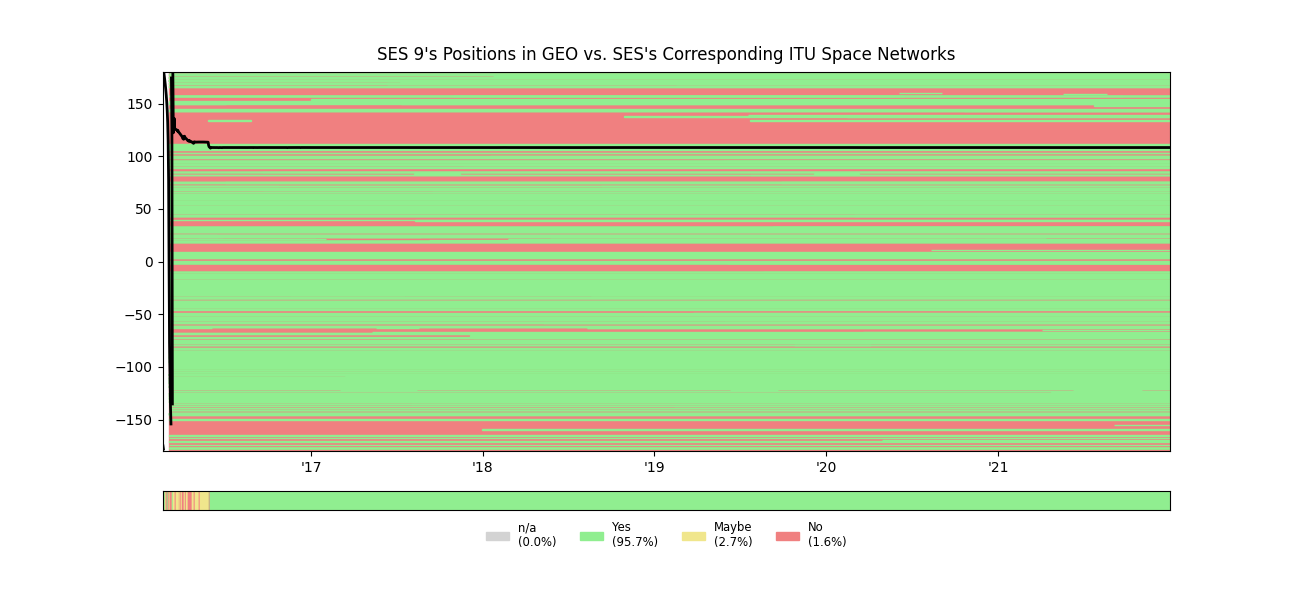 SES 9's Positions in GEO vs. SES's Corresponding ITU Space Networks
150
100
50
0
−50
−100
−150
'17 '18 '19 '20 '21
n/a Yes Maybe No
(0.0%) (95.7%) (2.7%) (1.6%)